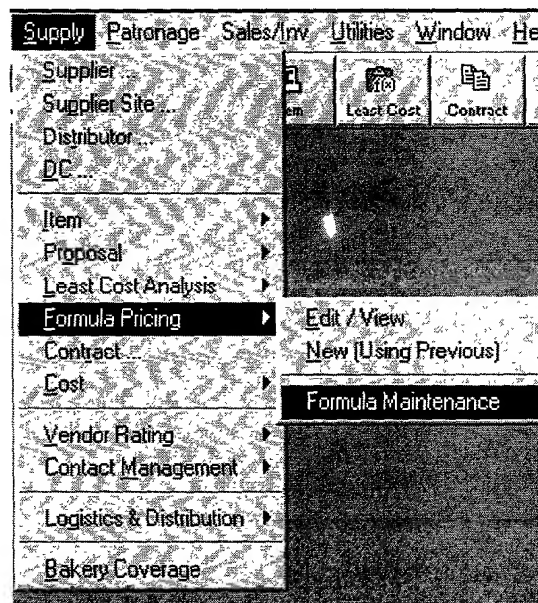 Supply Patronage Sales/Inv Utilities Window He
Supplier ...
Supplier Site ...
Distributor ...
DC ...
em Least Cost Contract
Item
Proposal
Least Cost Analysis
Formula Pricing
Edit / View
Contract ...
New (Using Previous)
Cost
Formula Maintenance
Vendor Rating
Contact Management
Logistics & Distribution
Bakery Coverage